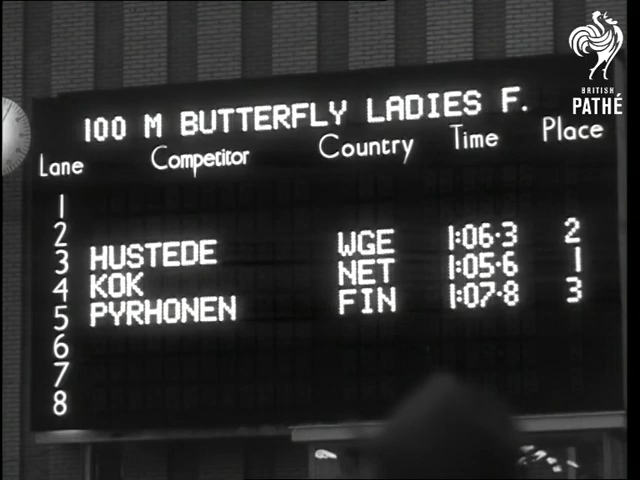 BRITISH
PATHÉ
100 M BUTTERFLY LADIES F.
Lane Competitor Country Time Place
1
2
3 HUSTEDE WGE 1:06·3 2
4 KOK NET 1:05·6 1
5 PYRHONEN FIN 1:07·8 3
6
7
8